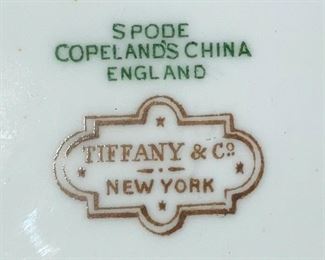 SPODE
COPELAND'S CHINA
ENGLAND
TIFFANY & Co
NEW YORK